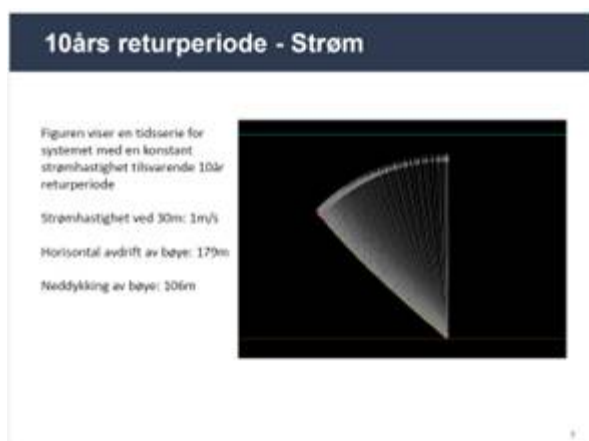 10års returperiode - Strøm
Figuren viser en tidsserie for
systemet med en konstant
strømhastighet tilsvarende 10år
returperiode
Strømhastighet ved 30m: 1m/s
Horisontal avdrift av bøye: 179m
Neddykking av bøye: 106m